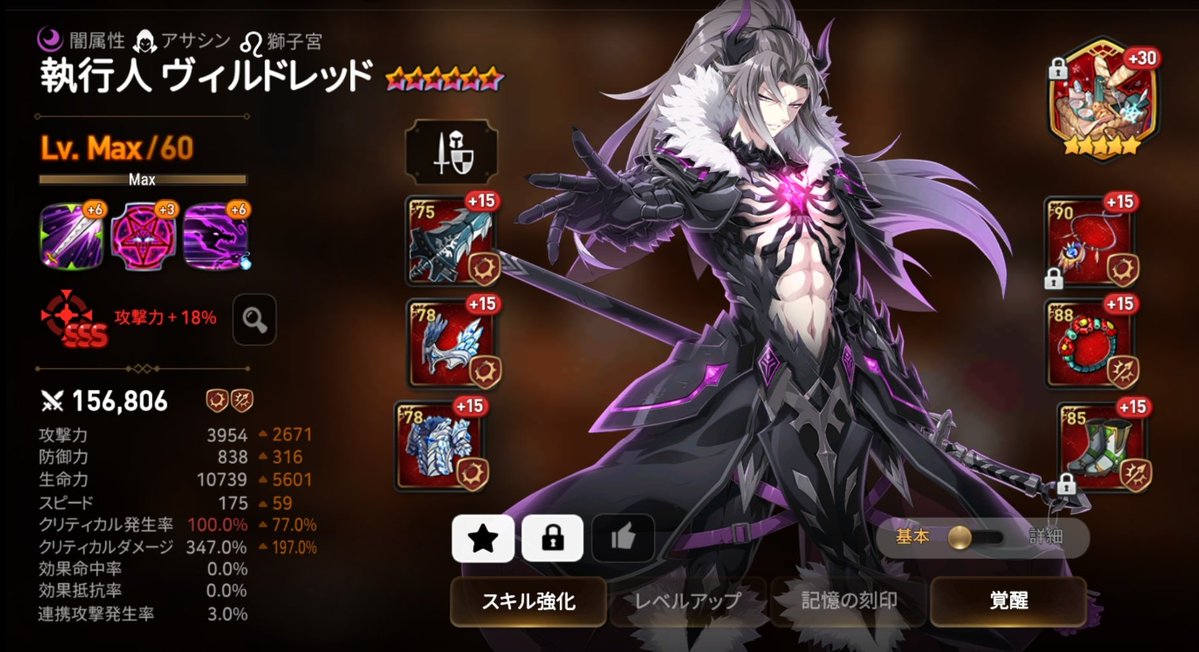 闇属性 アサシン 獅子宮
執行人 ヴィルドレッド
Lv. Max/60
Max
+6 +3 +6
SSS 攻撃力+18%
156,806
攻撃力 3954 2671
防御力 838 316
生命力 10739 5601
スピード 175 59
クリティカル発生率 100.0% 77.0%
クリティカルダメージ 347.0% 197.0%
効果命中率 0.0%
効果抵抗率 0.0%
連携攻撃発生率 3.0%
75 +15
78 +15
78 +15
+30
90 +15
88 +15
85 +15
基本 詳細
スキル強化 レベルアップ 記憶の刻印 覚醒